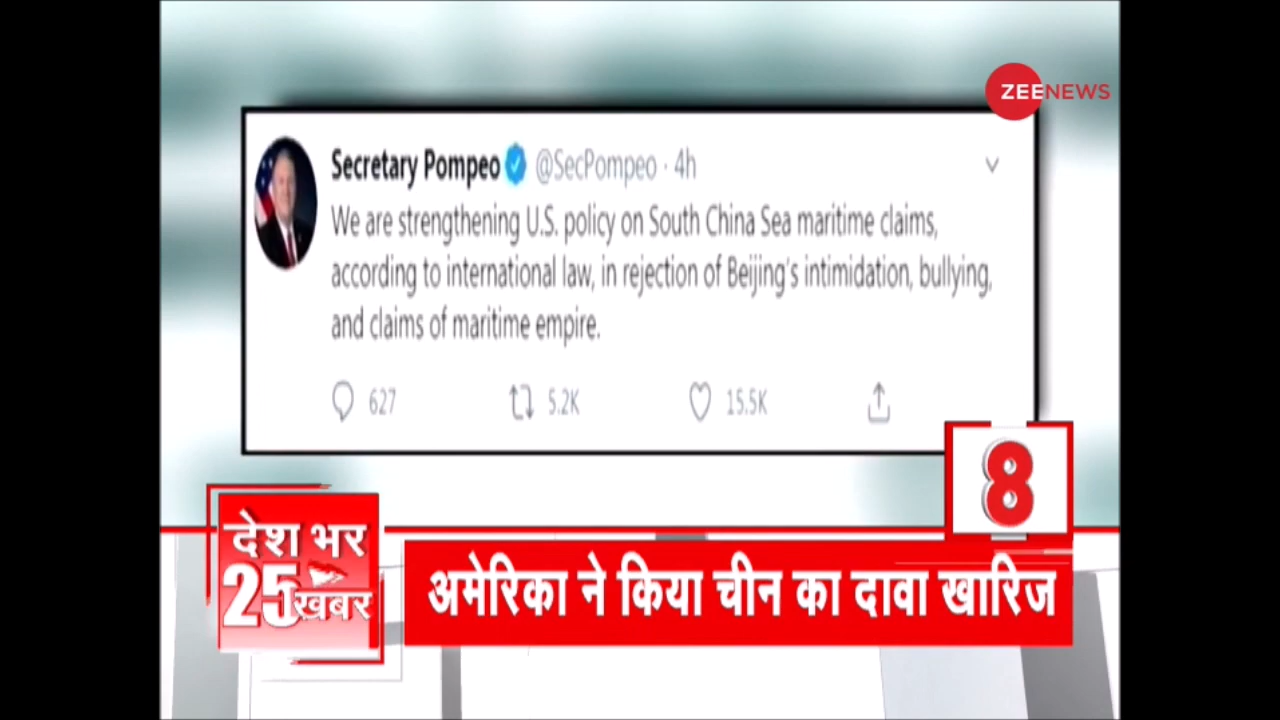 ZEENEWS
Secretary Pompeo @SecPompeo · 4h
We are strengthening U.S. policy on South China Sea maritime claims,
according to international law, in rejection of Beijing's intimidation, bullying,
and claims of maritime empire.
627 5.2K 15.5K
8
देश भर
25 खबर
अमेरिका ने किया चीन का दावा खारिज